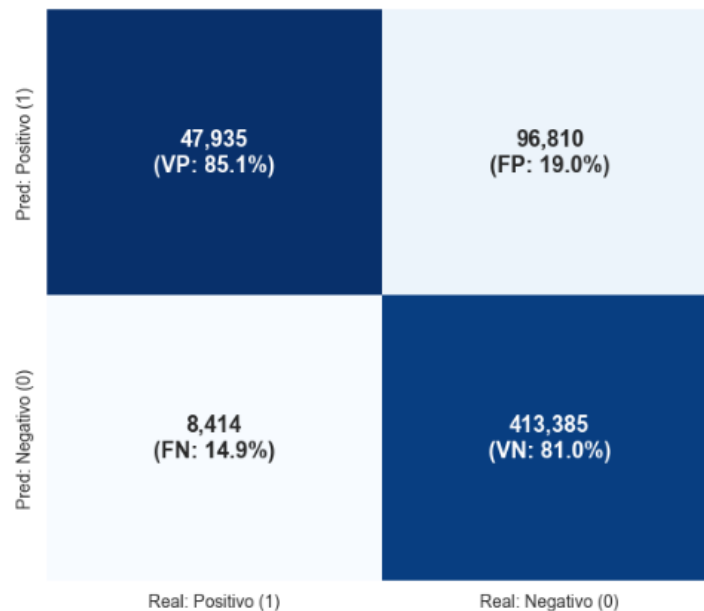 Pred: Positivo (1)
47,935
(VP: 85.1%)
96,810
(FP: 19.0%)
Pred: Negativo (0)
8,414
(FN: 14.9%)
413,385
(VN: 81.0%)
Real: Positivo (1)
Real: Negativo (0)